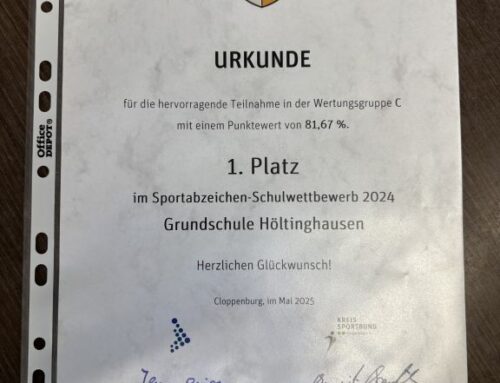 URKUNDE
für die hervorragende Teilnahme in der Wertungsgruppe C
mit einem Punktewert von 81,67 %.
1. Platz
im Sportabzeichen-Schulwettbewerb 2024
Grundschule Höltinghausen
Herzlichen Glückwunsch!
Cloppenburg, im Mai 2025
KREIS
SPORTBUND
Office
DEPOT®